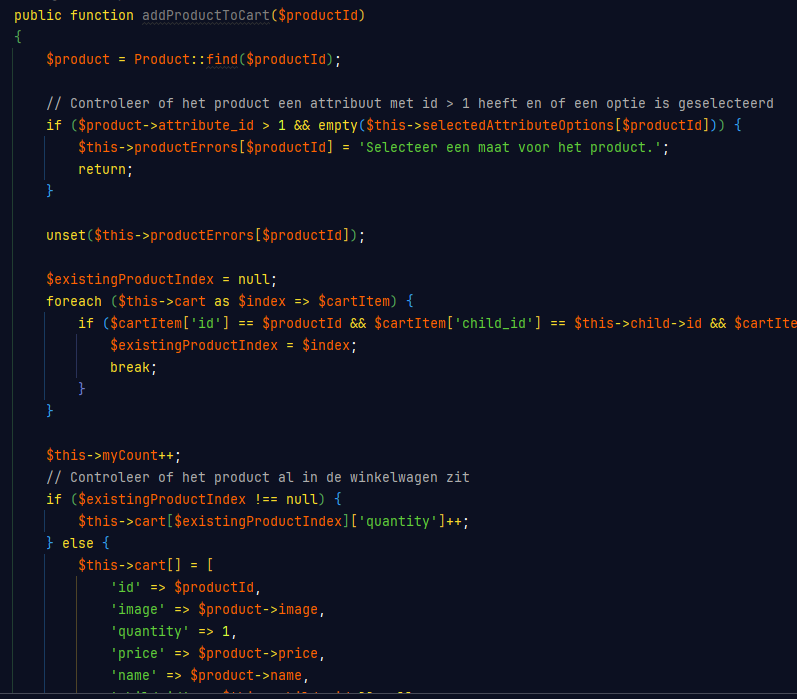 public function addProductToCart($productId)
{
    $product = Product::find($productId);

    // Controleer of het product een attribuut met id > 1 heeft en of een optie is geselecteerd
    if ($product->attribute_id > 1 && empty($this->selectedAttributeOptions[$productId])) {
        $this->productErrors[$productId] = 'Selecteer een maat voor het product.';
        return;
    }

    unset($this->productErrors[$productId]);

    $existingProductIndex = null;
    foreach ($this->cart as $index => $cartItem) {
        if ($cartItem['id'] == $productId && $cartItem['child_id'] == $this->child->id && $cartIte
            $existingProductIndex = $index;
            break;
        }
    }

    $this->myCount++;
    // Controleer of het product al in de winkelwagen zit
    if ($existingProductIndex !== null) {
        $this->cart[$existingProductIndex]['quantity']++;
    } else {
        $this->cart[] = [
            'id' => $productId,
            'image' => $product->image,
            'quantity' => 1,
            'price' => $product->price,
            'name' => $product->name,